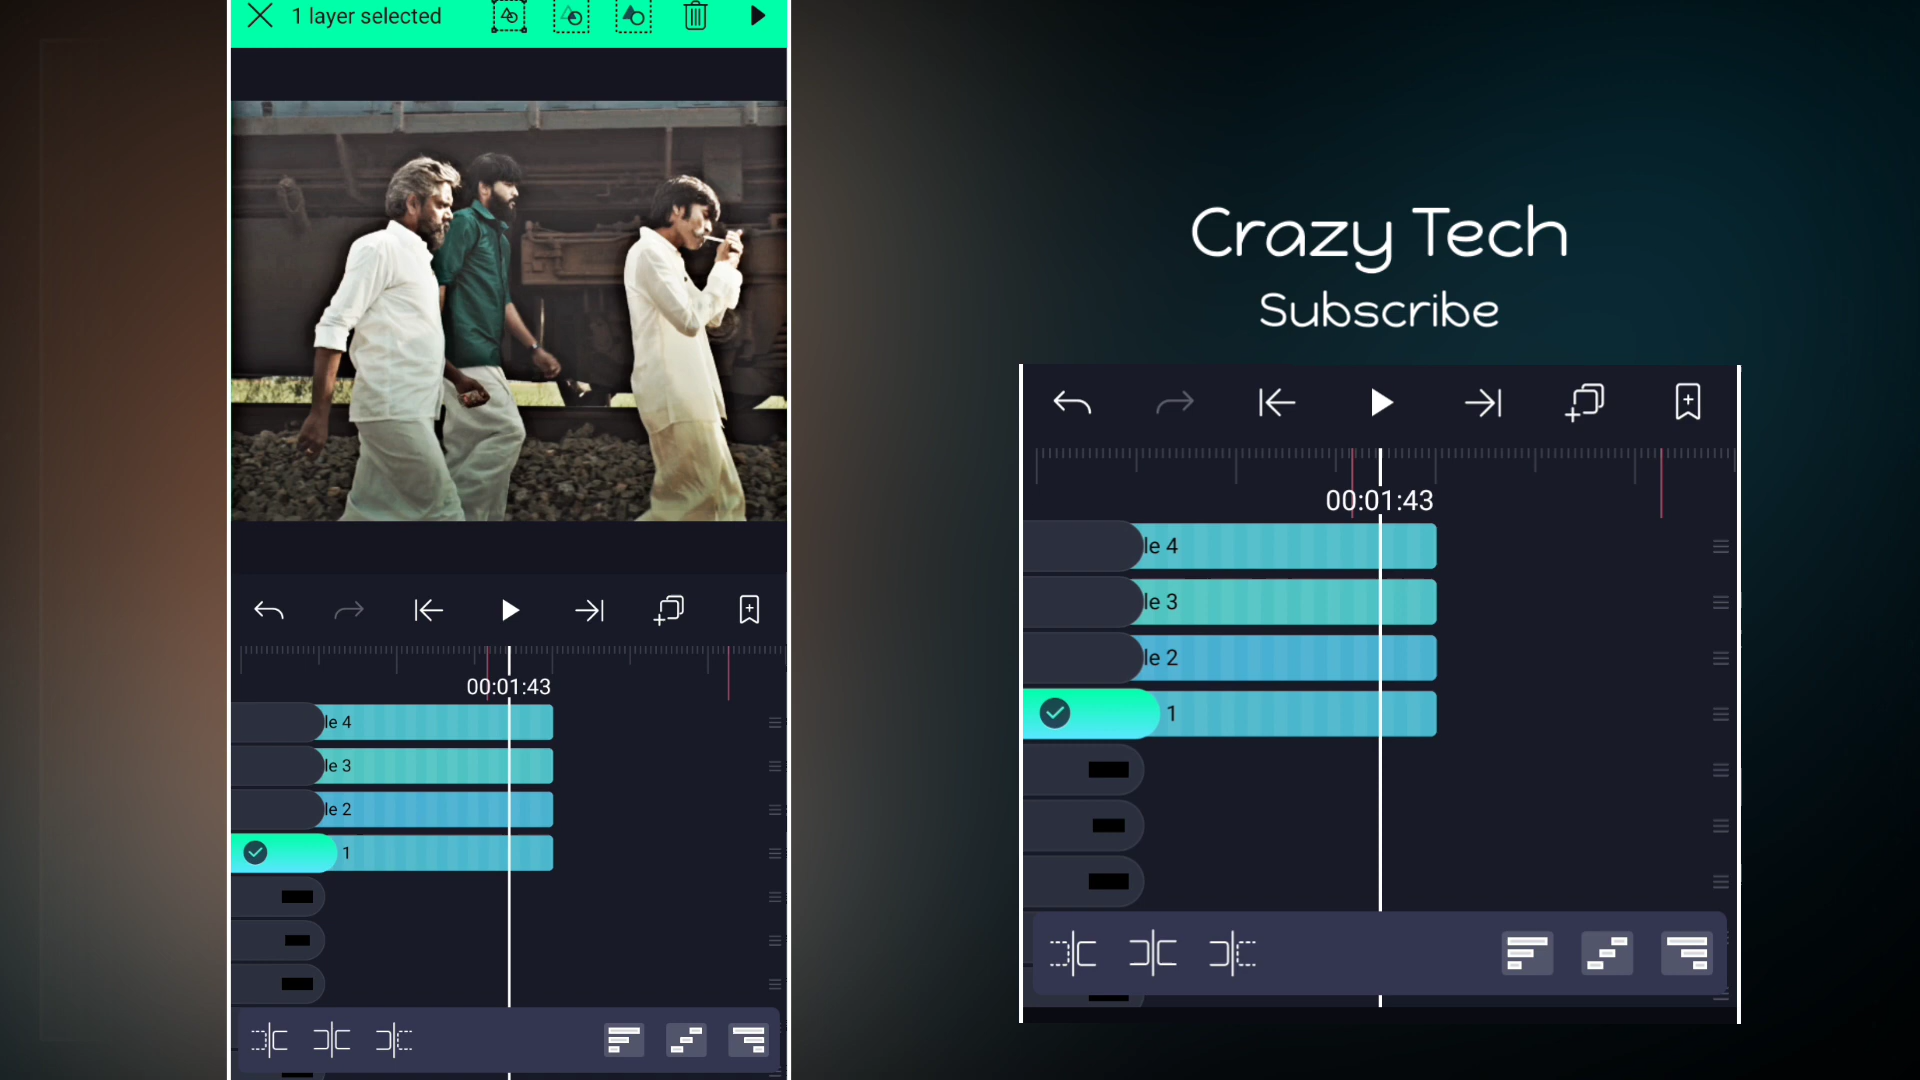 1 layer selected
00:01:43
le 4
le 3
le 2
1
Crazy Tech
Subscribe
00:01:43
le 4
le 3
le 2
1